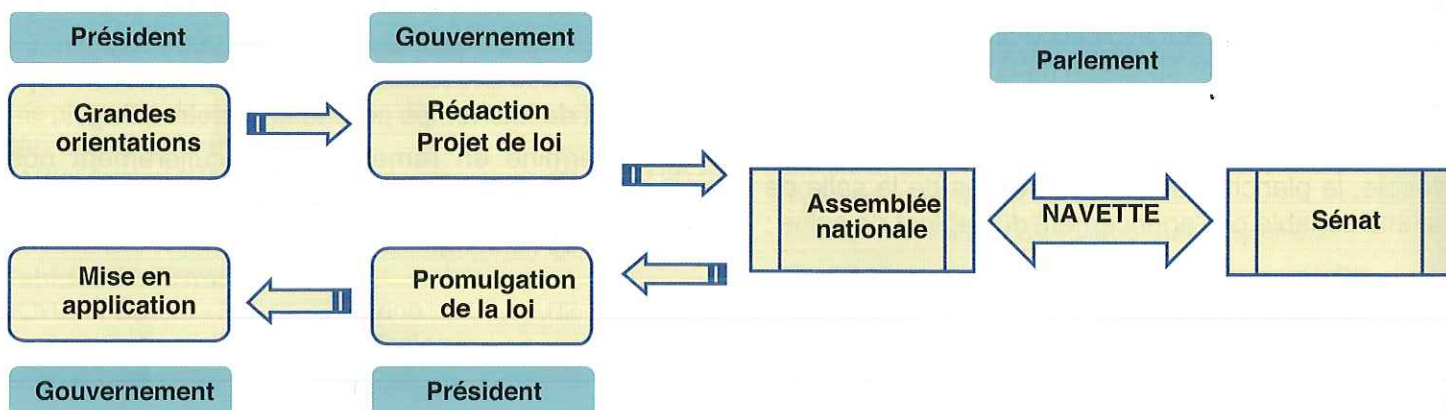 Président
Gouvernement
Parlement
Grandes
orientations
Rédaction
Projet de loi
Assemblée
nationale
NAVETTE
Sénat
Mise en
application
Promulgation
de la loi
Gouvernement
Président